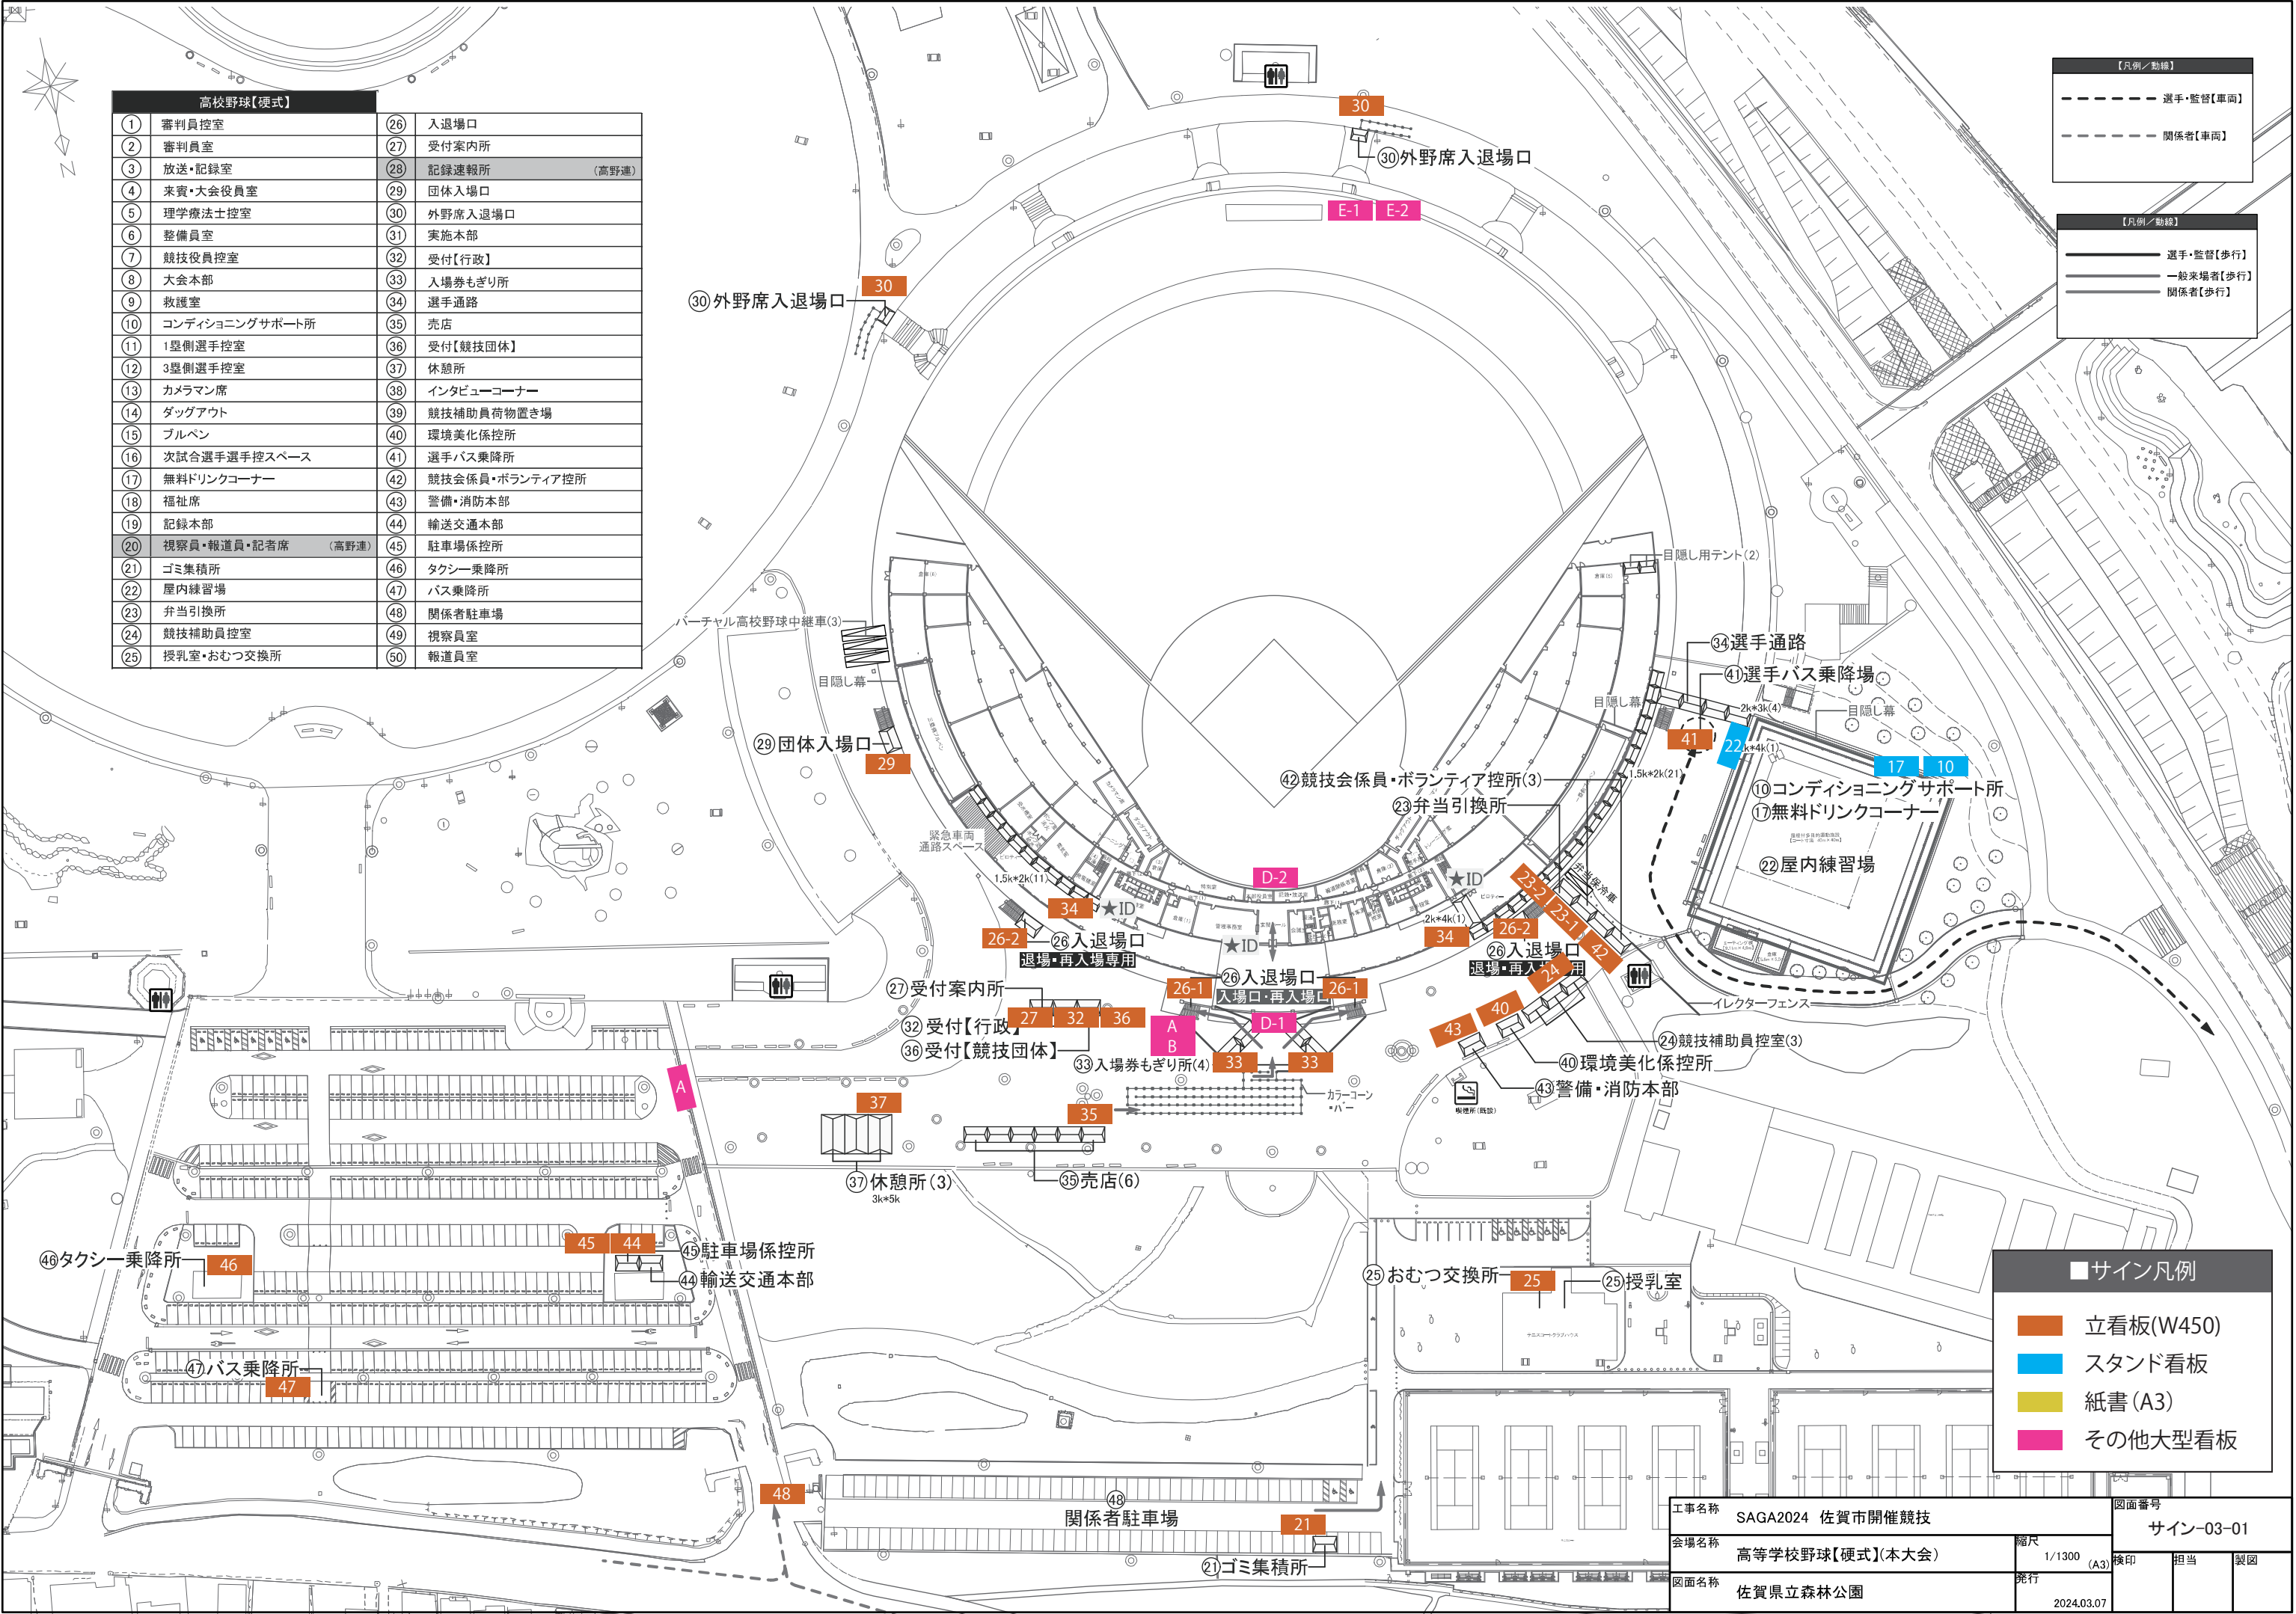 N
高校野球【硬式】
① 審判員控室
② 審判員室
③ 放送・記録室
④ 来賓・大会役員室
⑤ 理学療法士控室
⑥ 整備員室
⑦ 競技役員控室
⑧ 大会本部
⑨ 救護室
⑩ コンディショニングサポート所
⑪ 1塁側選手控室
⑫ 3塁側選手控室
⑬ カメラマン席
⑭ ダッグアウト
⑮ ブルペン
⑯ 次試合選手選手控スペース
⑰ 無料ドリンクコーナー
⑱ 福祉席
⑲ 記録本部
⑳ 視察員・報道員・記者席 (高野連)
㉑ ゴミ集積所
㉒ 屋内練習場
㉓ 弁当引換所
㉔ 競技補助員控室
㉕ 授乳室・おむつ交換所
㉖ 入退場口
㉗ 受付案内所
㉘ 記録速報所 (高野連)
㉙ 団体入場口
㉚ 外野席入退場口
㉛ 実施本部
㉜ 受付【行政】
㉝ 入場券もぎり所
㉞ 選手通路
㉟ 売店
㊱ 受付【競技団体】
㊲ 休憩所
㊳ インタビューコーナー
㊴ 競技補助員荷物置き場
㊵ 環境美化係控所
㊶ 選手バス乗降所
㊷ 競技会係員・ボランティア控所
㊸ 警備・消防本部
㊹ 輸送交通本部
㊺ 駐車場係控所
㊻ タクシー乗降所
㊼ バス乗降所
㊽ 関係者駐車場
㊾ 視察員室
㊿ 報道員室
【凡例／動線】
選手・監督【車両】
関係者【車両】
【凡例／動線】
選手・監督【歩行】
一般来場者【歩行】
関係者【歩行】
30
㉚外野席入退場口
E-1
E-2
30
㉚外野席入退場口
目隠し用テント(2)
バーチャル高校野球中継車(3)
目隠し幕
㉞選手通路
㊶選手バス乗降場
目隠し幕
2k*3k(4)
目隠し幕
㉙団体入場口
29
41
22
k*4k(1)
17
10
㊷競技会係員・ボランティア控所(3)
1.5k*2k(21)
㉓弁当引換所
⑩コンディショニングサポート所
⑰無料ドリンクコーナー
㉒屋内練習場
緊急車両
通路スペース
1.5k*2k(11)
D-2
★ID
弁当保冷車
23-2
23-1
42
34
★ID
2k*4k(1)
34
26-2
26-2
㉖入退場口
退場・再入場専用
★ID
㉖入退場口
退場・再入
用
24
㉖入退場口
入場口・再入場口
26-1
26-1
㉗受付案内所
27
32
36
㉜受付【行政】
㊱受付【競技団体】
A
B
D-1
40
43
イレクターフェンス
㉔競技補助員控室(3)
㉝入場券もぎり所(4)
33
33
㊵環境美化係控所
㊸警備・消防本部
喫煙所(既設)
A
カラーコーン
・バー
37
35
㊲休憩所(3)
3k*5k
㉟売店(6)
㊻タクシー乗降所
46
45
44
㊺駐車場係控所
㊹輸送交通本部
㉕おむつ交換所
25
㉕授乳室
㊼バス乗降所
47
48
㊽
関係者駐車場
21
㉑ゴミ集積所
■サイン凡例
立看板(W450)
スタンド看板
紙書(A3)
その他大型看板
工事名称 SAGA2024 佐賀市開催競技
会場名称 高等学校野球【硬式】(本大会)
図面名称 佐賀県立森林公園
縮尺 1/1300 (A3)
発行 2024.03.07
図面番号
サイン-03-01
検印
担当
製図